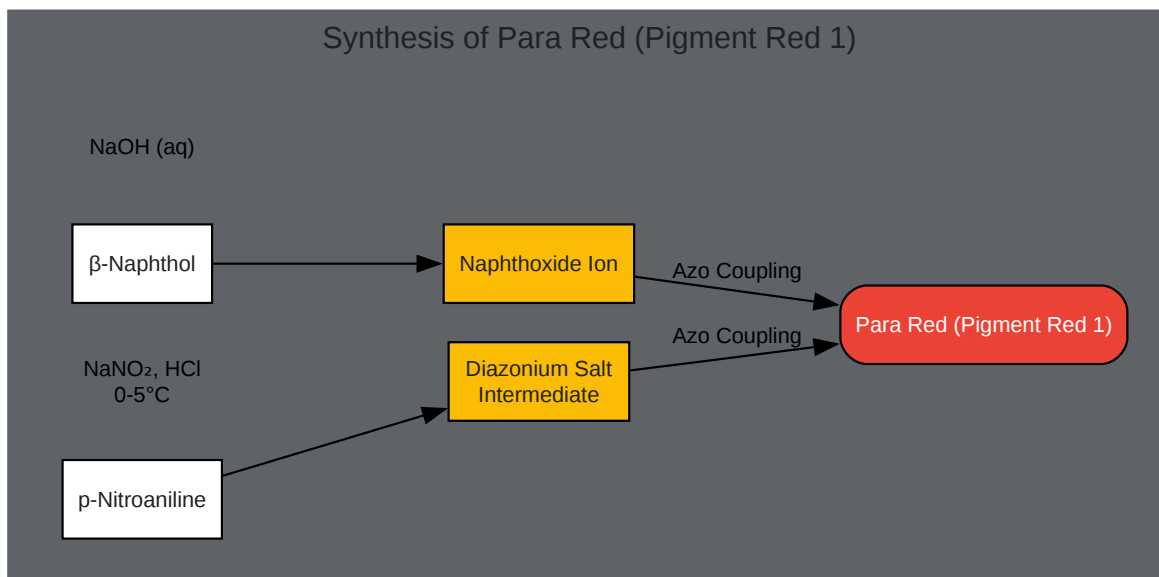 Synthesis of Para Red (Pigment Red 1)
NaOH (aq)
β-Naphthol
Naphthoxide Ion
Azo Coupling
Para Red (Pigment Red 1)
Azo Coupling
NaNO₂, HCl
0-5°C
Diazonium Salt
Intermediate
p-Nitroaniline